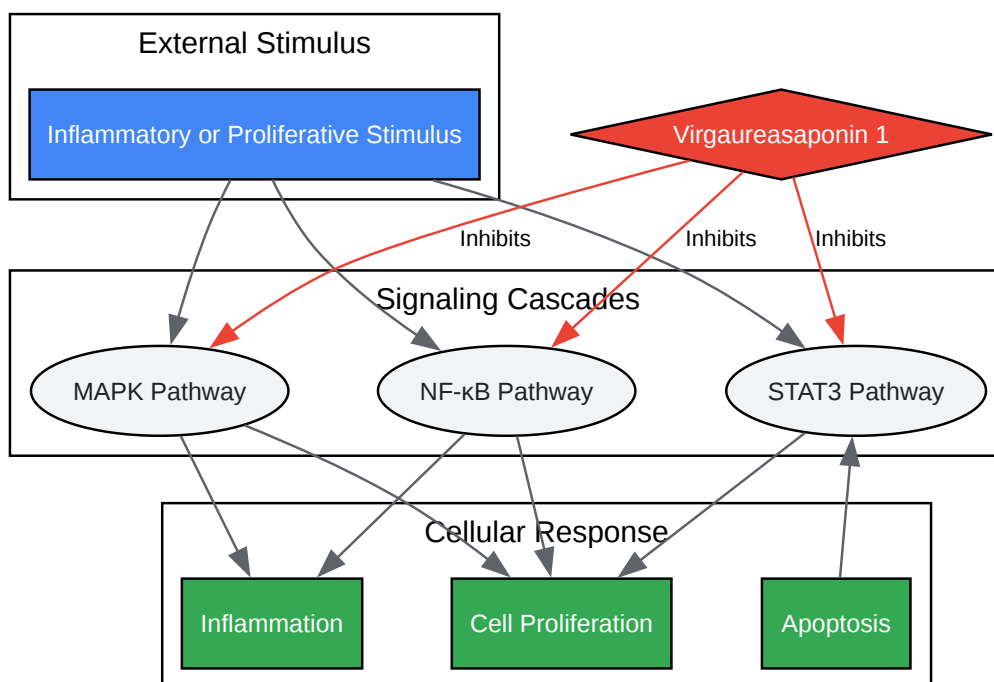 External Stimulus
Inflammatory or Proliferative Stimulus
Virgaureasaponin 1
Inhibits
Inhibits
Inhibits
Signaling Cascades
MAPK Pathway
NF-κB Pathway
STAT3 Pathway
Cellular Response
Inflammation
Cell Proliferation
Apoptosis